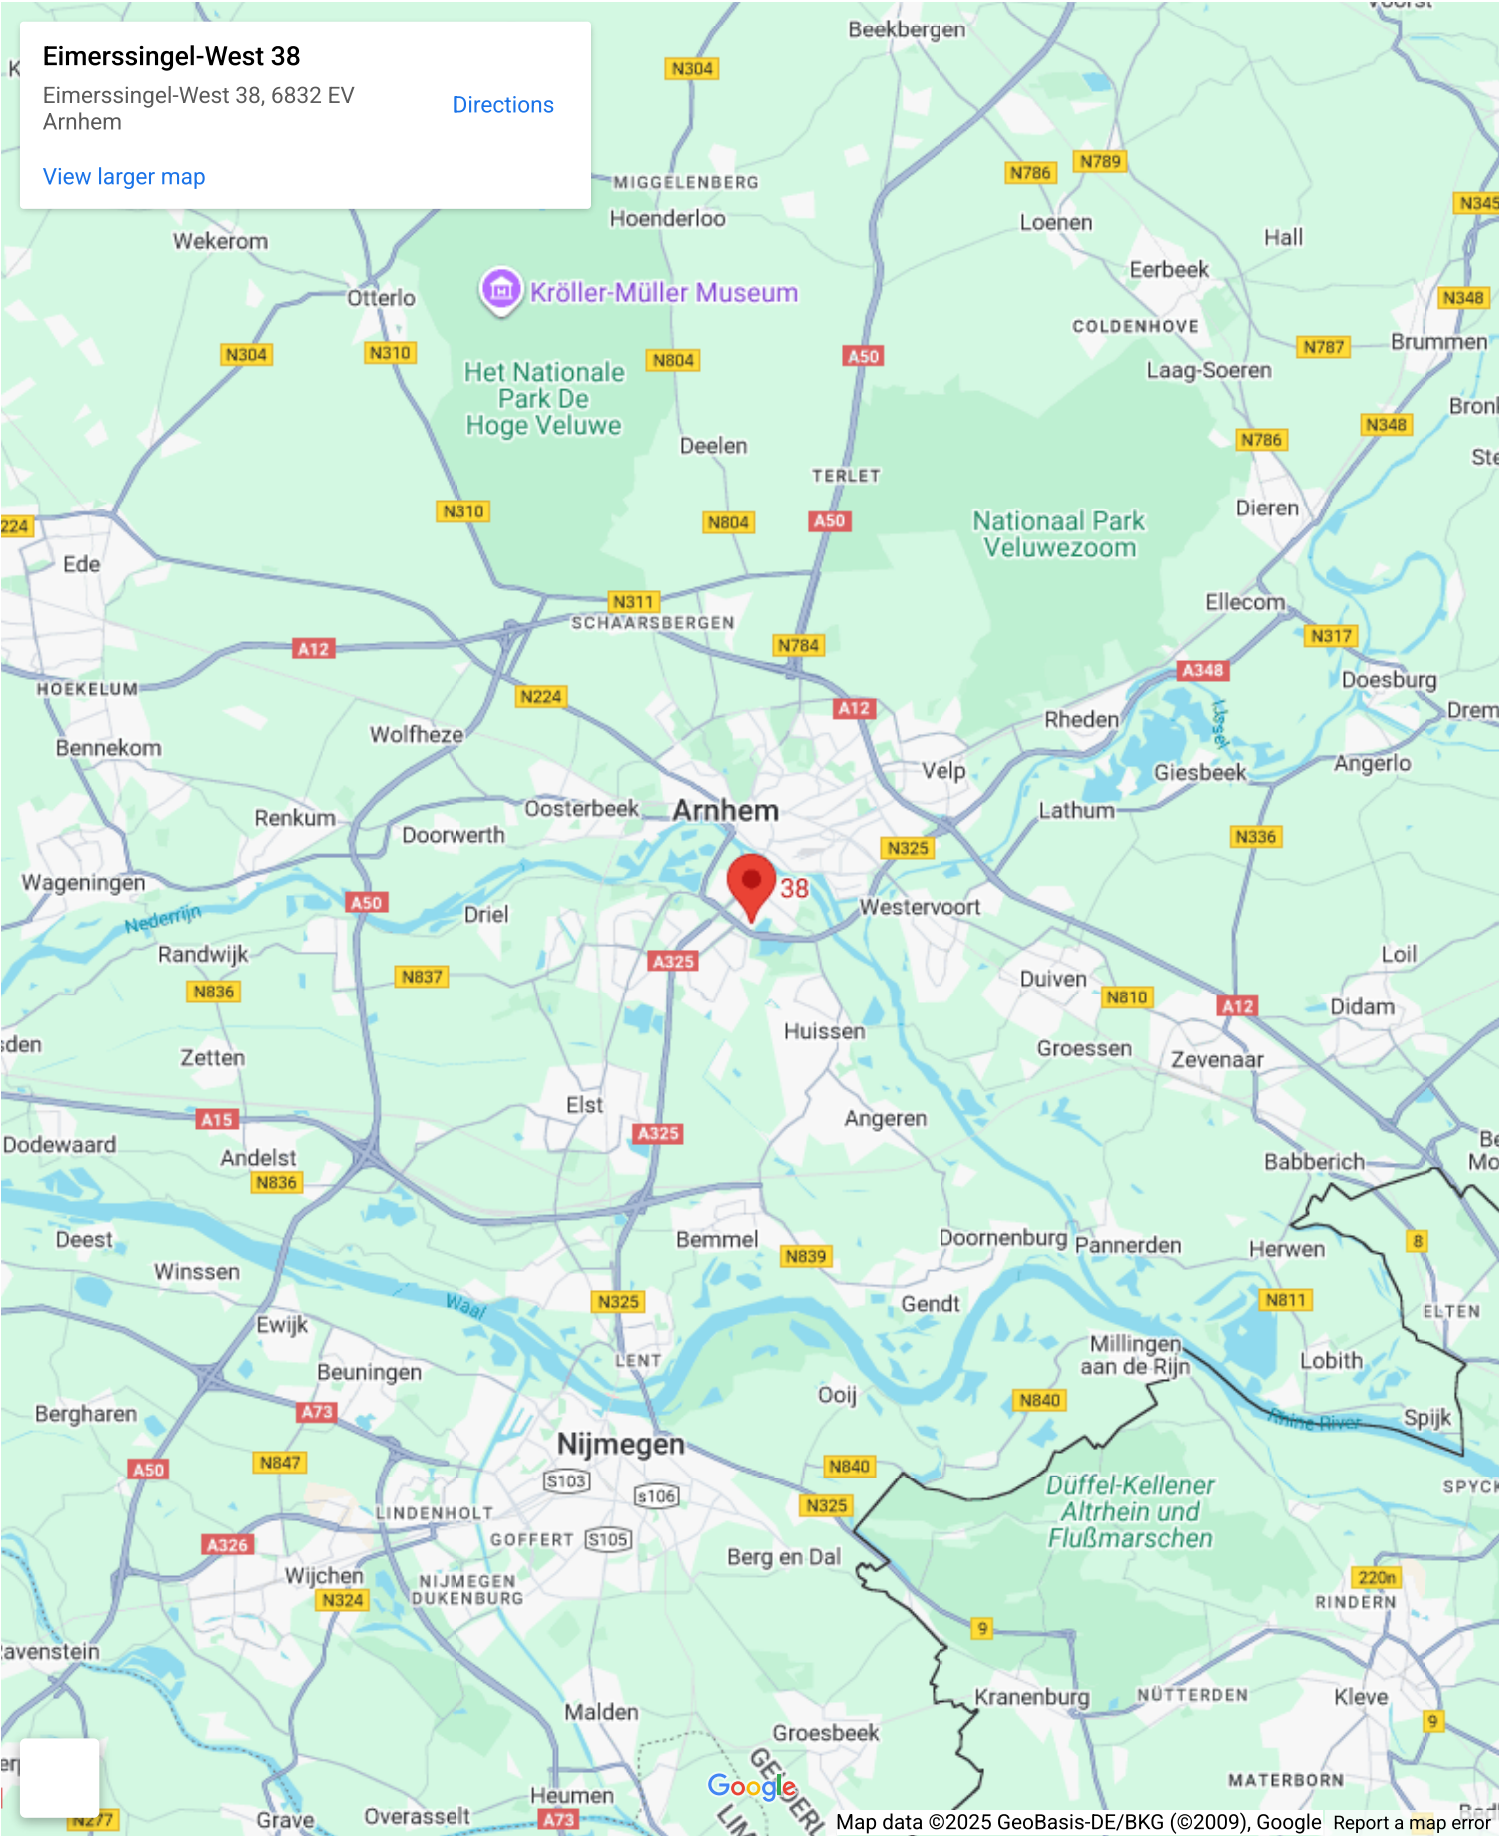 Eimerssingel-West 38
Eimerssingel-West 38, 6832 EV
Arnhem
Directions
View larger map
Beekbergen
N304
N786
N789
MIGGELENBERG
Hoenderloo
Loenen
N345
Hall
Wekerom
Eerbeek
Otterlo
Kröller-Müller Museum
N348
COLDENHOVE
N304
N310
N804
A50
N787
Brummen
Het Nationale
Park De
Hoge Veluwe
Laag-Soeren
N348
Deelen
N786
TERLET
N310
N804
A50
Dieren
224
Nationaal Park
Veluwezoom
Ede
N311
Ellecom
SCHAARSBERGEN
N317
A12
N784
A348
HOEKELUM
N224
Doesburg
A12
IJssel
Rheden
Wolfheze
Bennekom
Velp
Giesbeek
Angerlo
Oosterbeek
Arnhem
Lathum
Renkum
Doorwerth
N325
N336
Wageningen
38
A50
Nederrijn
Driel
Westervoort
Randwijk
A325
Loil
N837
Duiven
N836
N810
A12
Didam
Huissen
Zetten
Groessen
Zevenaar
Elst
A15
Angeren
A325
Dodewaard
Andelst
Babberich
N836
Deest
Bemmel
Doornenburg
Pannerden
Herwen
8
N839
Winssen
Waal
N325
Gendt
N811
ELTEN
Ewijk
Millingen
aan de Rijn
LENT
Lobith
Beuningen
Ooij
N840
A73
Bergharen
Rhine River
Spijk
Nijmegen
N847
A50
S103
s106
N840
Düffel-Kellener
Altrhein und
Flußmarschen
N325
LINDENHOLT
GOFFERT
S105
A326
Berg en Dal
Wijchen
NIJMEGEN
DUKENBURG
220n
N324
RINDERN
9
Kranenburg
NÜTTERDEN
Kleve
Malden
Groesbeek
9
Google
MATERBORN
Heumen
Grave
Overasselt
A73
N277
Map data ©2025 GeoBasis-DE/BKG (©2009), Google
Report a map error